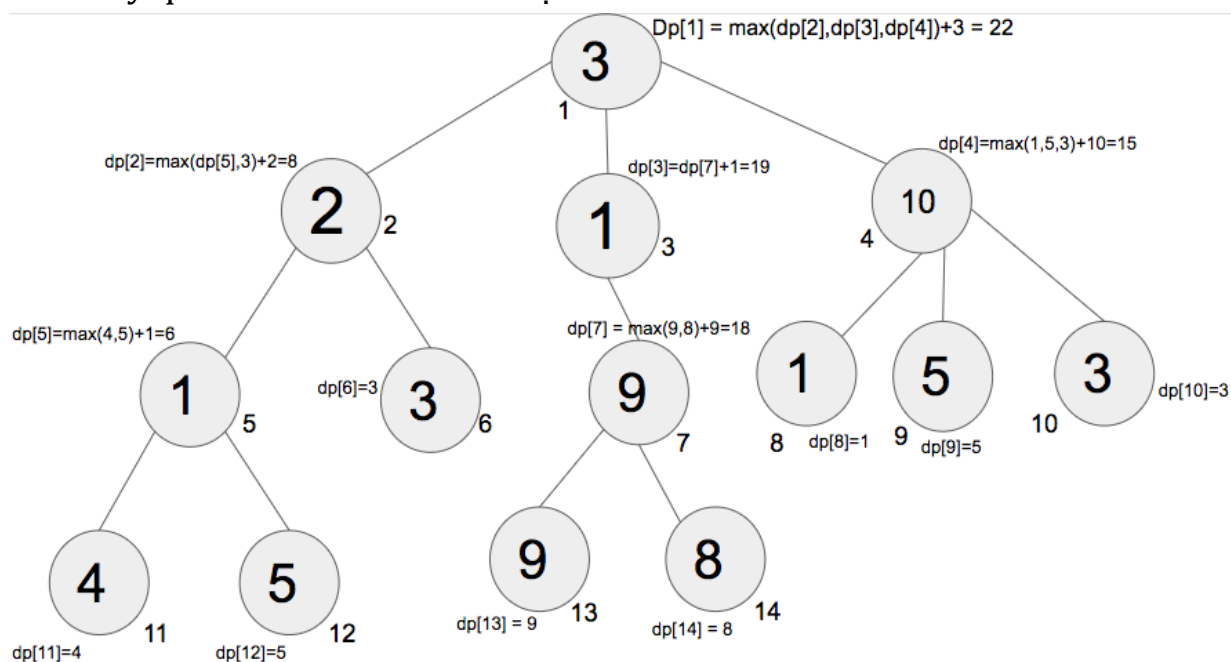 Dp[1] = max(dp[2],dp[3],dp[4])+3 = 22
3
1
dp[2]=max(dp[5],3)+2=8
2
2
dp[3]=dp[7]+1=19
1
3
dp[4]=max(1,5,3)+10=15
10
4
dp[5]=max(4,5)+1=6
1
5
dp[6]=3
3
6
dp[7] = max(9,8)+9=18
9
7
1
8
dp[8]=1
5
9
dp[9]=5
3
10
dp[10]=3
4
11
dp[11]=4
5
12
dp[12]=5
9
13
dp[13] = 9
8
14
dp[14] = 8